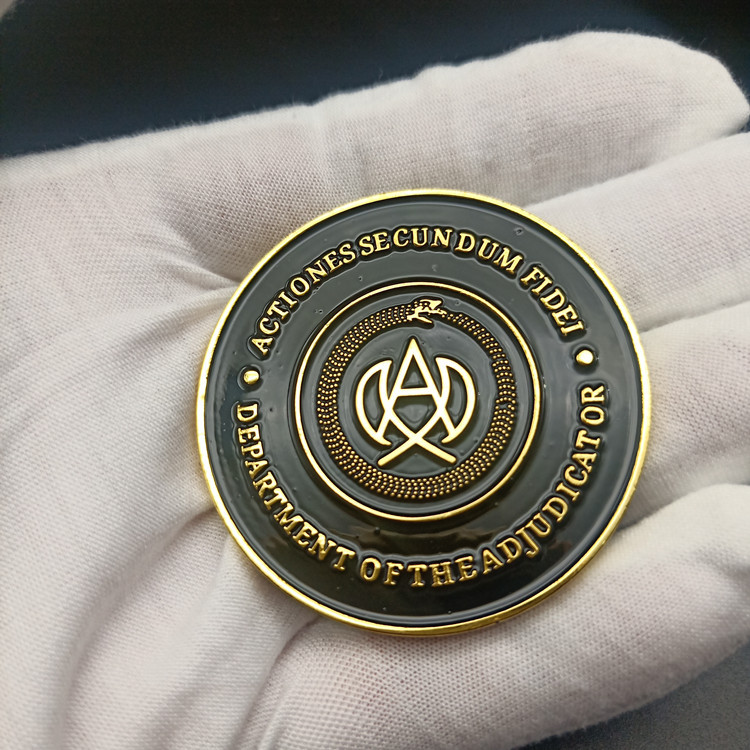 ACTIONES SECUNDUM FIDEI
DEPARTMENT OF THE ADJUDICATOR